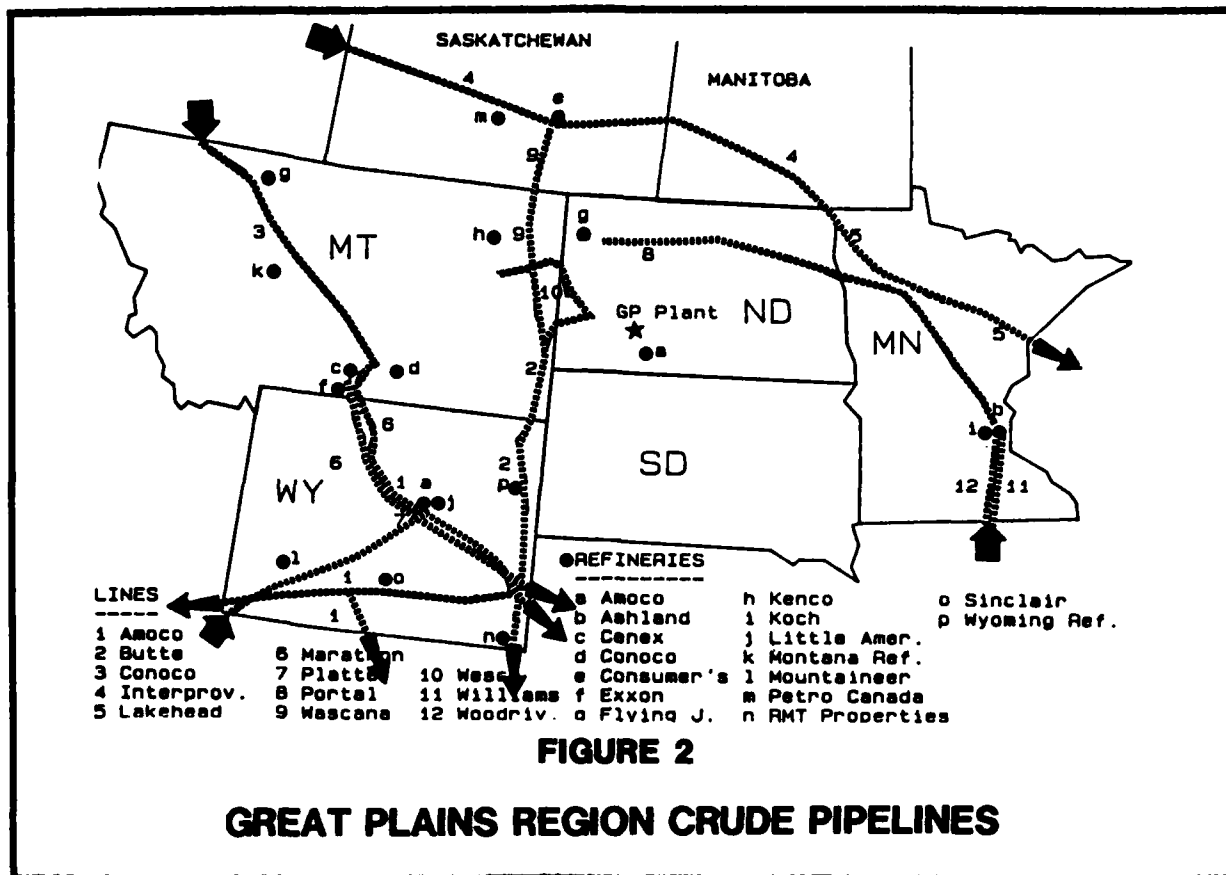 SASKATCHEWAN
MANITOBA
4
e
m
9
4
g
g
3
MT
h
9
8
5
k
10
GP Plant
ND
a
MN
5
c
d
2
f
6
b
i
6
SD
2
WY
1
a
j
p
12
11
l
1
o
1
n
LINES
-----
1 Amoco
2 Butte
3 Conoco
4 Interprov.
5 Lakehead
6 Marathon
7 Platte
8 Portal
9 Wascana
10
11 Williams
12 Woodriv.
REFINERIES
----------
a Amoco
b Ashland
c Cenex
d Conoco
e Consumer's
f Exxon
g Flying J.
h Kenco
i Koch
j Little Amer.
k Montana Ref.
l Mountaineer
m Petro Canada
n RMT Properties
o Sinclair
p Wyoming Ref.
FIGURE 2
GREAT PLAINS REGION CRUDE PIPELINES